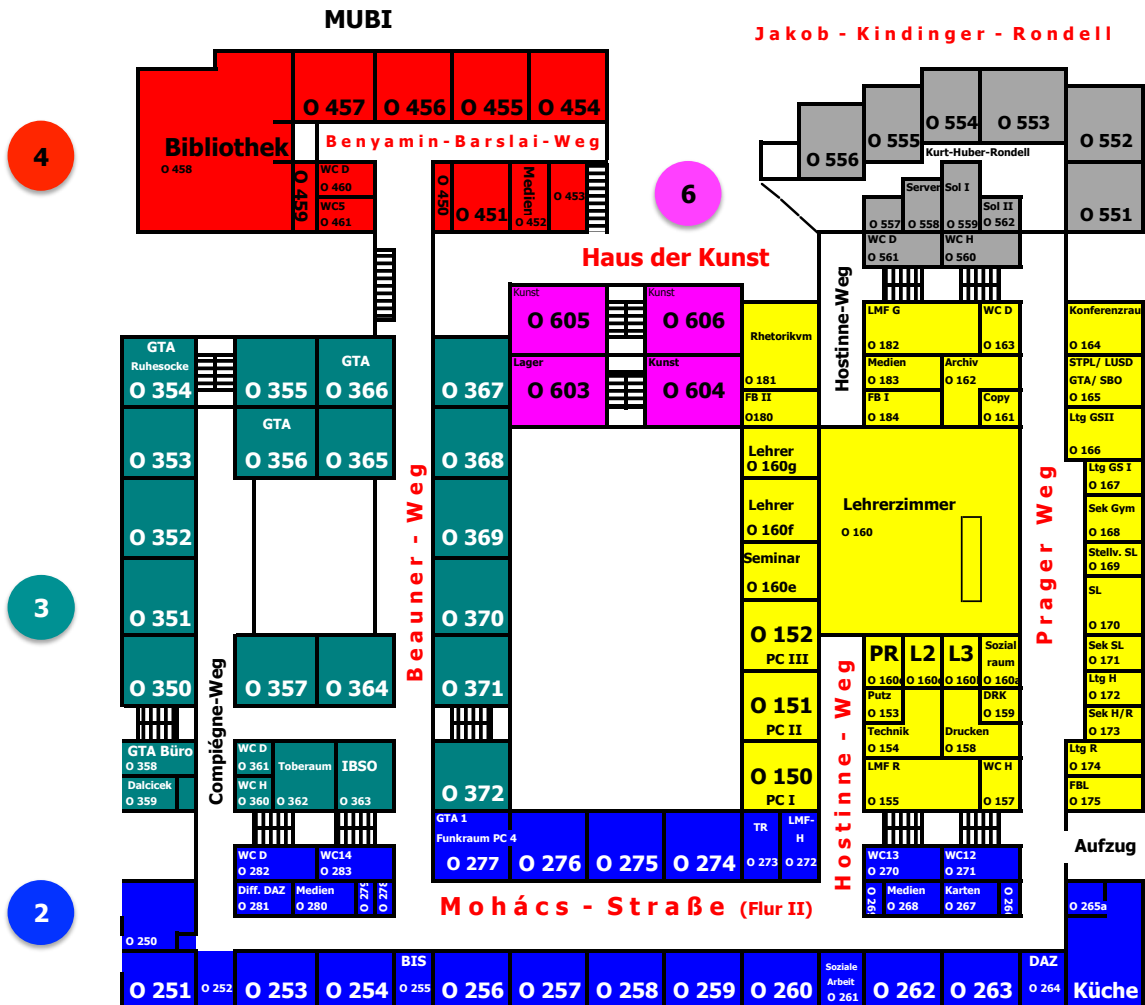 MUBI
Jakob - Kindinger - Rondell
O 457
O 456
O 455
O 454
Bibliothek
O 458
Benyamin-Barslai-Weg
4
O 459
WC D
O 460
WC5
O 461
O 450
O 451
Medien
O 452
O 453
6
O 556
O 555
O 554
O 553
O 552
Kurt-Huber-Rondell
O 551
O 557
Server
O 558
Sol I
O 559
Sol II
O 562
WC D
O 561
WC H
O 560
Haus der Kunst
Kunst
O 605
Kunst
O 606
Lager
O 603
Kunst
O 604
Hostinne-Weg
Rhetorikvm
O 181
FB II
O180
LMF G
O 182
WC D
O 163
Medien
O 183
Archiv
O 162
FB I
O 184
Copy
O 161
Konferenzrau
O 164
STPL/ LUSD
GTA/ SBO
O 165
Ltg GSII
O 166
Ltg GS I
O 167
Sek Gym
O 168
Stellv. SL
O 169
SL
O 170
Sek SL
O 171
Ltg H
O 172
Sek H/R
O 173
Ltg R
O 174
FBL
O 175
Prager Weg
GTA
Ruhesocke
O 354
O 355
GTA
O 366
O 367
O 353
GTA
O 356
O 365
O 368
O 352
O 369
O 351
O 370
O 350
O 357
O 364
O 371
3
Compiégne-Weg
Beauner-Weg
Lehrer
O 160g
Lehrer
O 160f
Seminar
O 160e
Lehrerzimmer
O 160
O 152
PC III
O 151
PC II
O 150
PC I
Hostinne - Weg
PR
L2
L3
Sozial
raum
O 160a
Putz
O 153
DRK
O 159
Technik
O 154
Drucken
O 158
LMF R
O 155
WC H
O 157
GTA Büro
O 358
Dalcicek
O 359
WC D
O 361
WC H
O 360
Toberaum
O 362
IBSO
O 363
O 372
GTA 1
Funkraum PC 4
O 277
O 276
O 275
O 274
TR
O 273
LMF-
H
O 272
WC D
O 282
WC14
O 283
Diff. DAZ
O 281
Medien
O 280
O 279
O 278
WC13
O 270
WC12
O 271
Medien
O 268
Karten
O 267
Aufzug
O 265a
2
Mohács - Straße (Flur II)
O 250
O 251
O 252
O 253
O 254
BIS
O 255
O 256
O 257
O 258
O 259
O 260
Soziale
Arbeit
O 261
O 262
O 263
DAZ
O 264
Küche